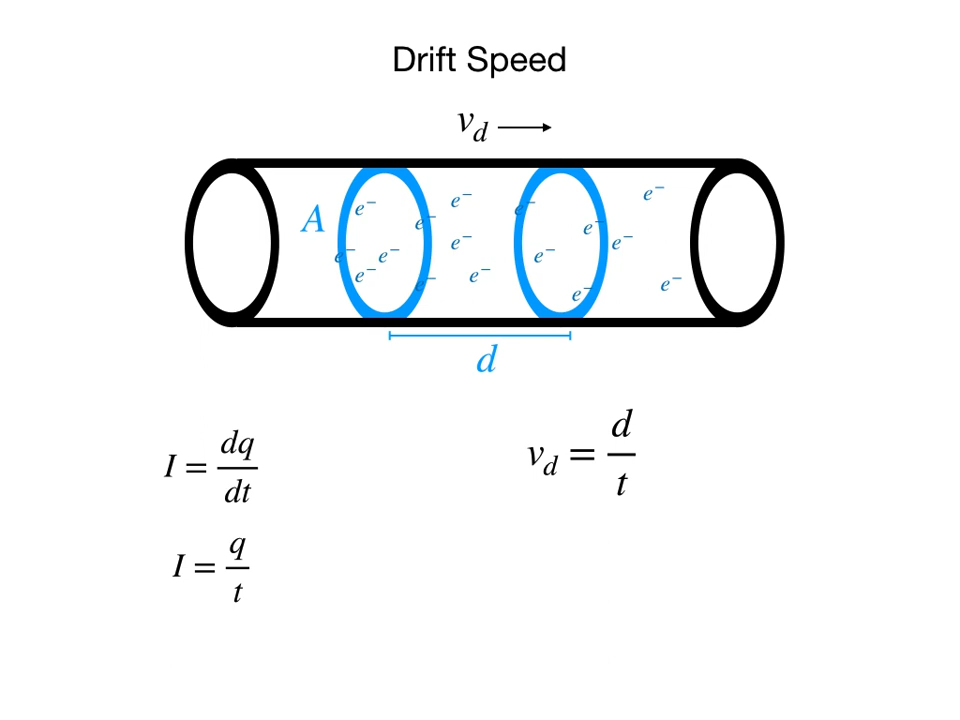 Drift Speed
v_d →
A
e⁻ e⁻ e⁻ e⁻ e⁻
e⁻ e⁻ e⁻
e⁻ e⁻ e⁻ e⁻
e⁻ e⁻ e⁻ e⁻ e⁻
d
I = dq/dt
v_d = d/t
I = q/t